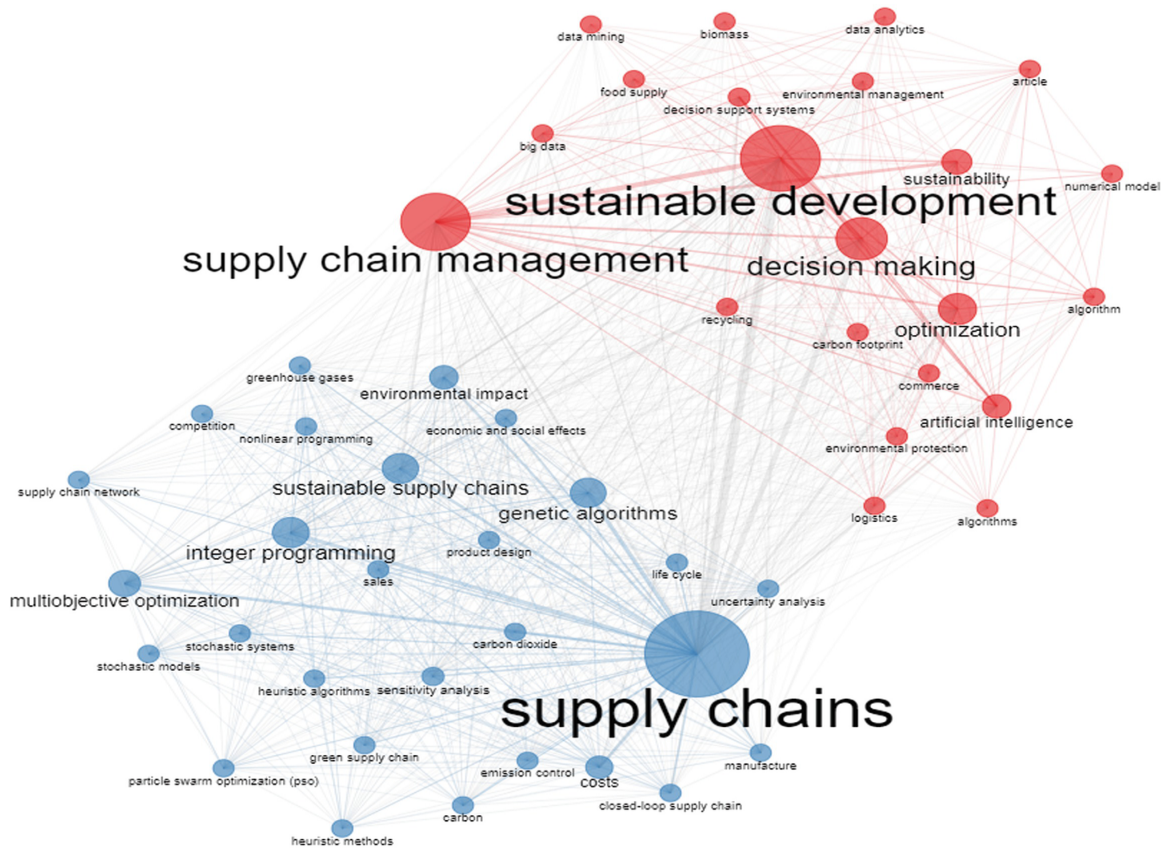 data mining
biomass
data analytics
food supply
environmental management
article
decision support systems
big data
sustainability
numerical model
sustainable development
supply chain management
decision making
recycling
algorithm
optimization
carbon footprint
commerce
artificial intelligence
environmental protection
logistics
algorithms
greenhouse gases
environmental impact
competition
nonlinear programming
economic and social effects
supply chain network
sustainable supply chains
genetic algorithms
integer programming
product design
sales
life cycle
multiobjective optimization
uncertainty analysis
stochastic systems
carbon dioxide
stochastic models
heuristic algorithms
sensitivity analysis
supply chains
green supply chain
emission control
manufacture
particle swarm optimization (pso)
costs
closed-loop supply chain
carbon
heuristic methods